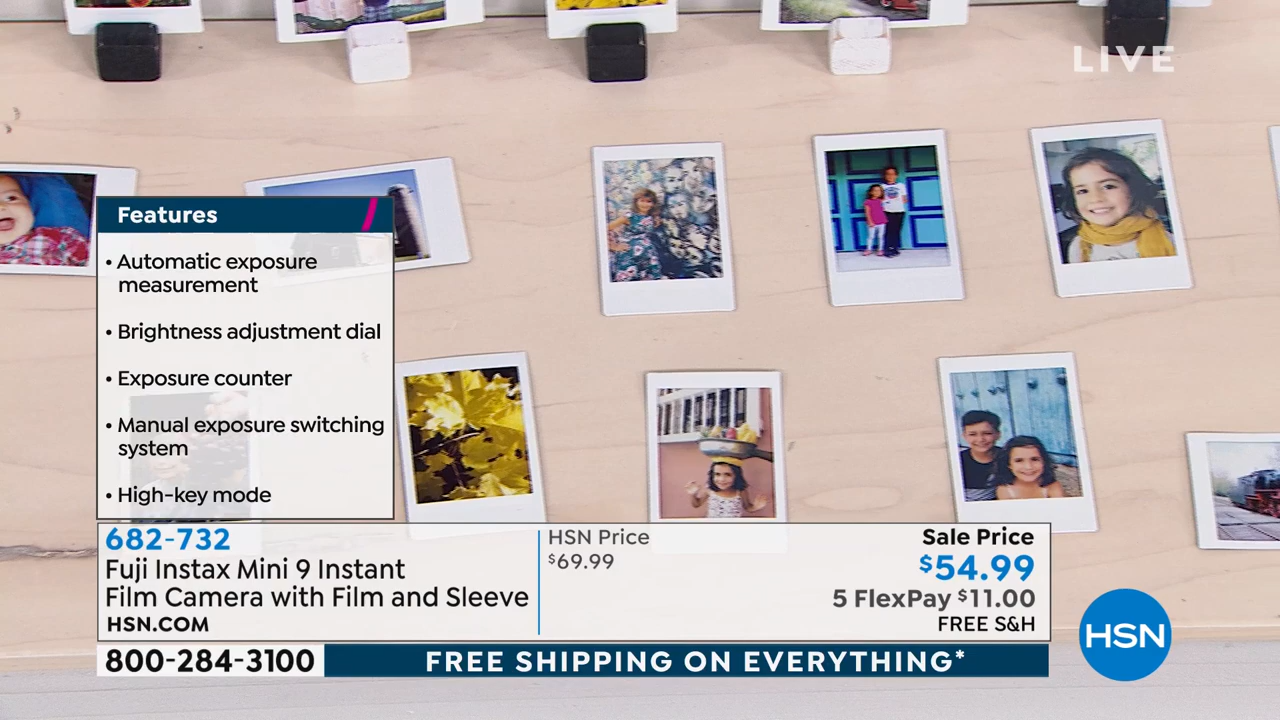 LIVE
Features
• Automatic exposure
measurement
• Brightness adjustment dial
• Exposure counter
• Manual exposure switching
system
• High-key mode
682-732
Fuji Instax Mini 9 Instant
Film Camera with Film and Sleeve
HSN.COM
HSN Price
$69.99
Sale Price
$54.99
5 FlexPay $11.00
FREE S&H
HSN
800-284-3100
FREE SHIPPING ON EVERYTHING*